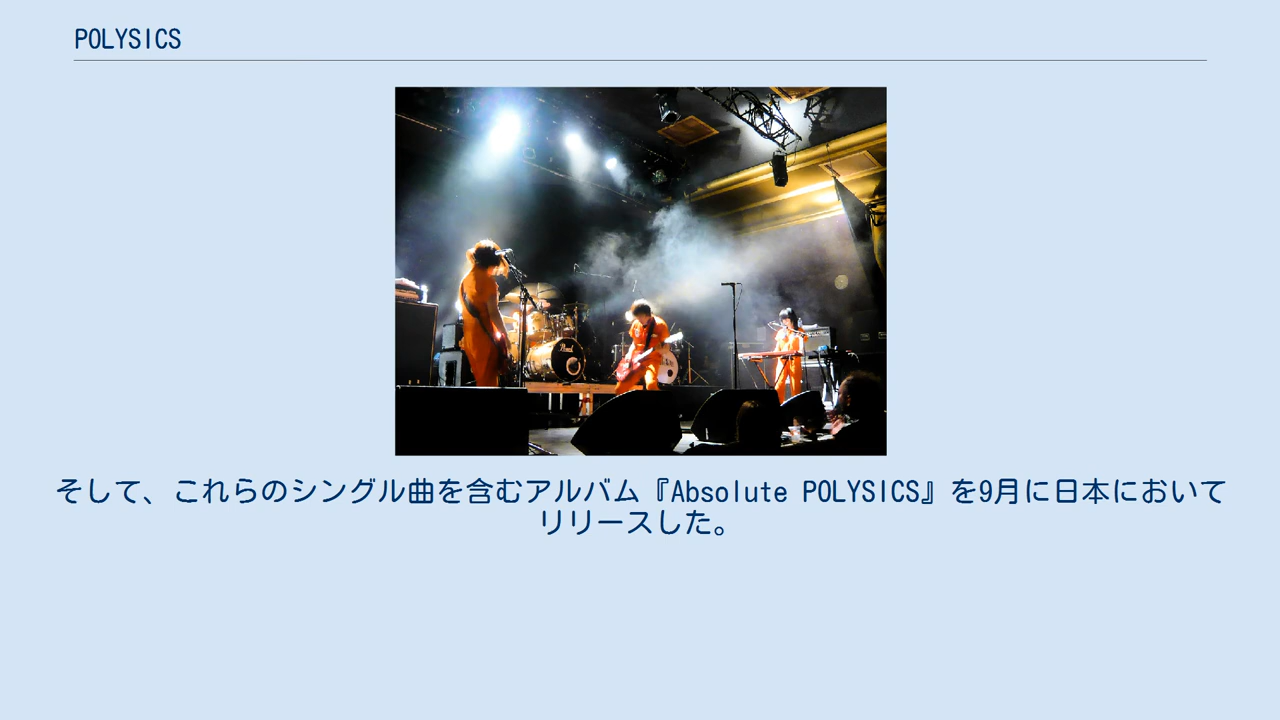 POLYSICS
そして、これらのシングル曲を含むアルバム『Absolute POLYSICS』を9月に日本において
リリースした。